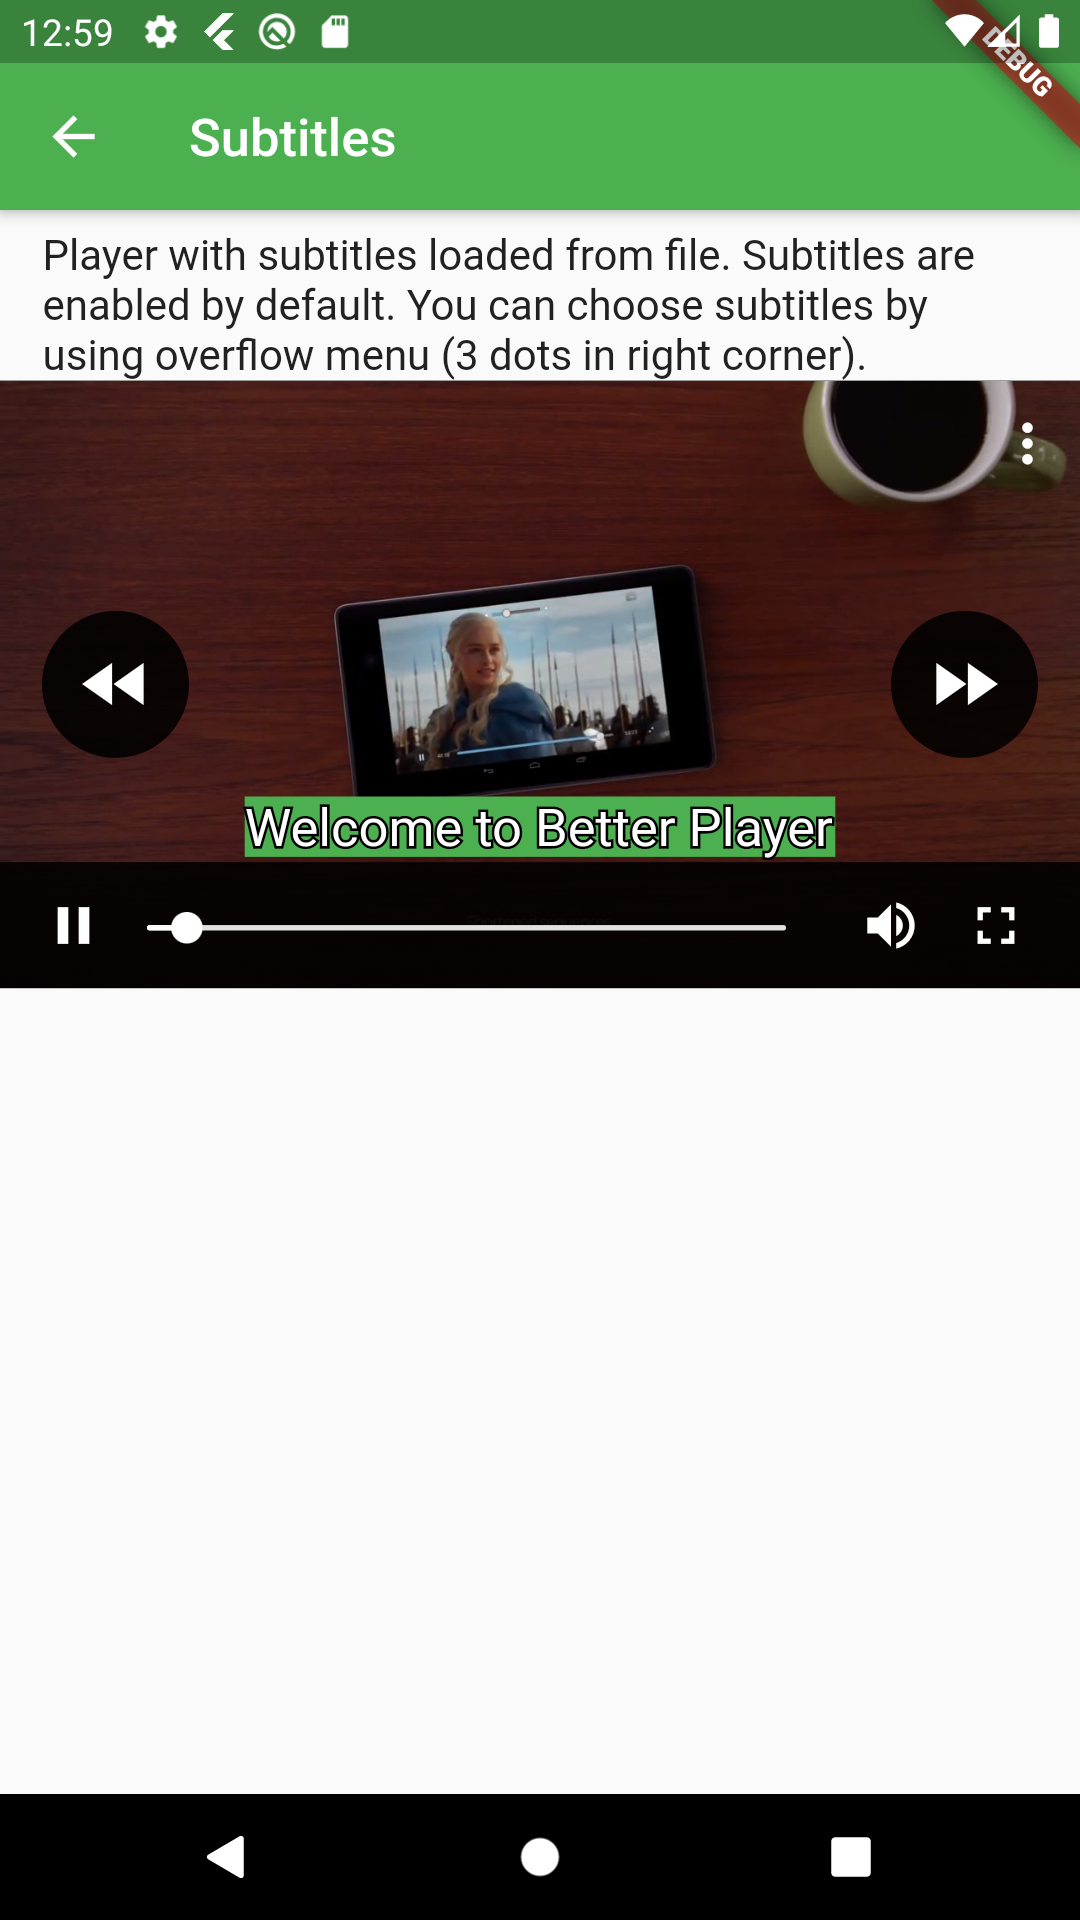 12:59
DEBUG
Subtitles
Player with subtitles loaded from file. Subtitles are
enabled by default. You can choose subtitles by
using overflow menu (3 dots in right corner).
Welcome to Better Player